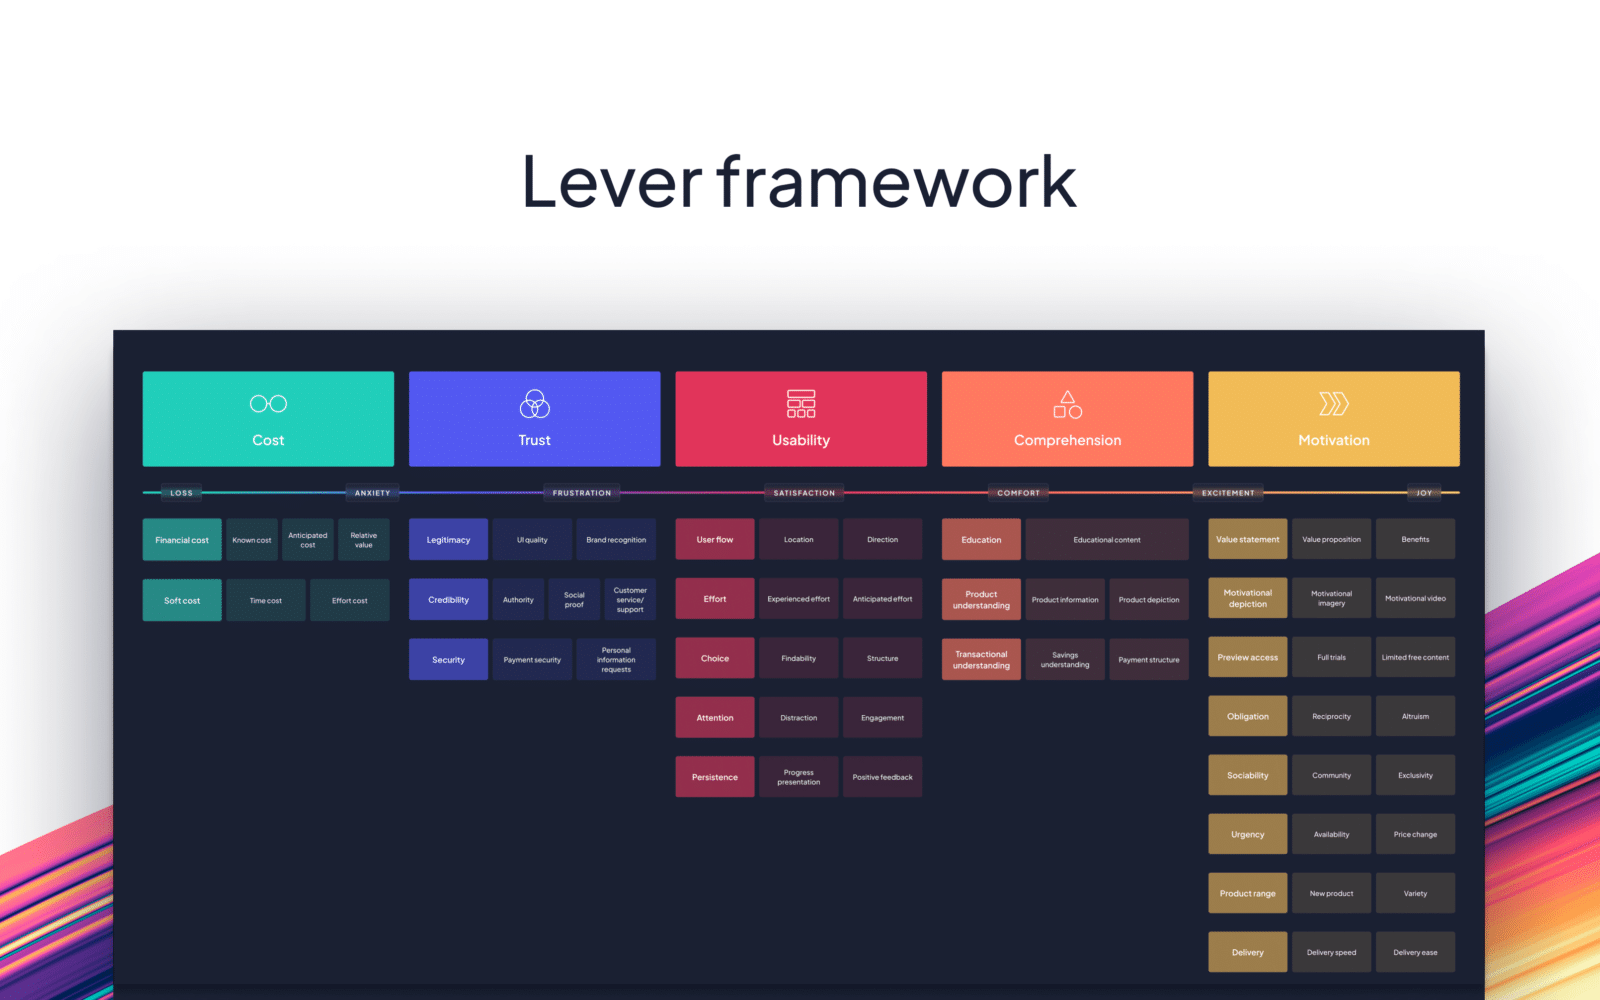 Lever framework
Cost
Trust
Usability
Comprehension
Motivation
LOSS
ANXIETY
FRUSTRATION
SATISFACTION
COMFORT
EXCITEMENT
JOY
Financial cost
Known cost
Anticipated
cost
Relative
value
Soft cost
Time cost
Effort cost
Legitimacy
UI quality
Brand recognition
Credibility
Authority
Social
proof
Customer
service/
support
Security
Payment security
Personal
information
requests
User flow
Location
Direction
Effort
Experienced effort
Anticipated effort
Choice
Findability
Structure
Attention
Distraction
Engagement
Persistence
Progress
presentation
Positive feedback
Education
Educational content
Product
understanding
Product information
Product depiction
Transactional
understanding
Savings
understanding
Payment structure
Value statement
Value proposition
Benefits
Motivational
depiction
Motivational
imagery
Motivational video
Preview access
Full trials
Limited free content
Obligation
Reciprocity
Altruism
Sociability
Community
Exclusivity
Urgency
Availability
Price change
Product range
New product
Variety
Delivery
Delivery speed
Delivery ease